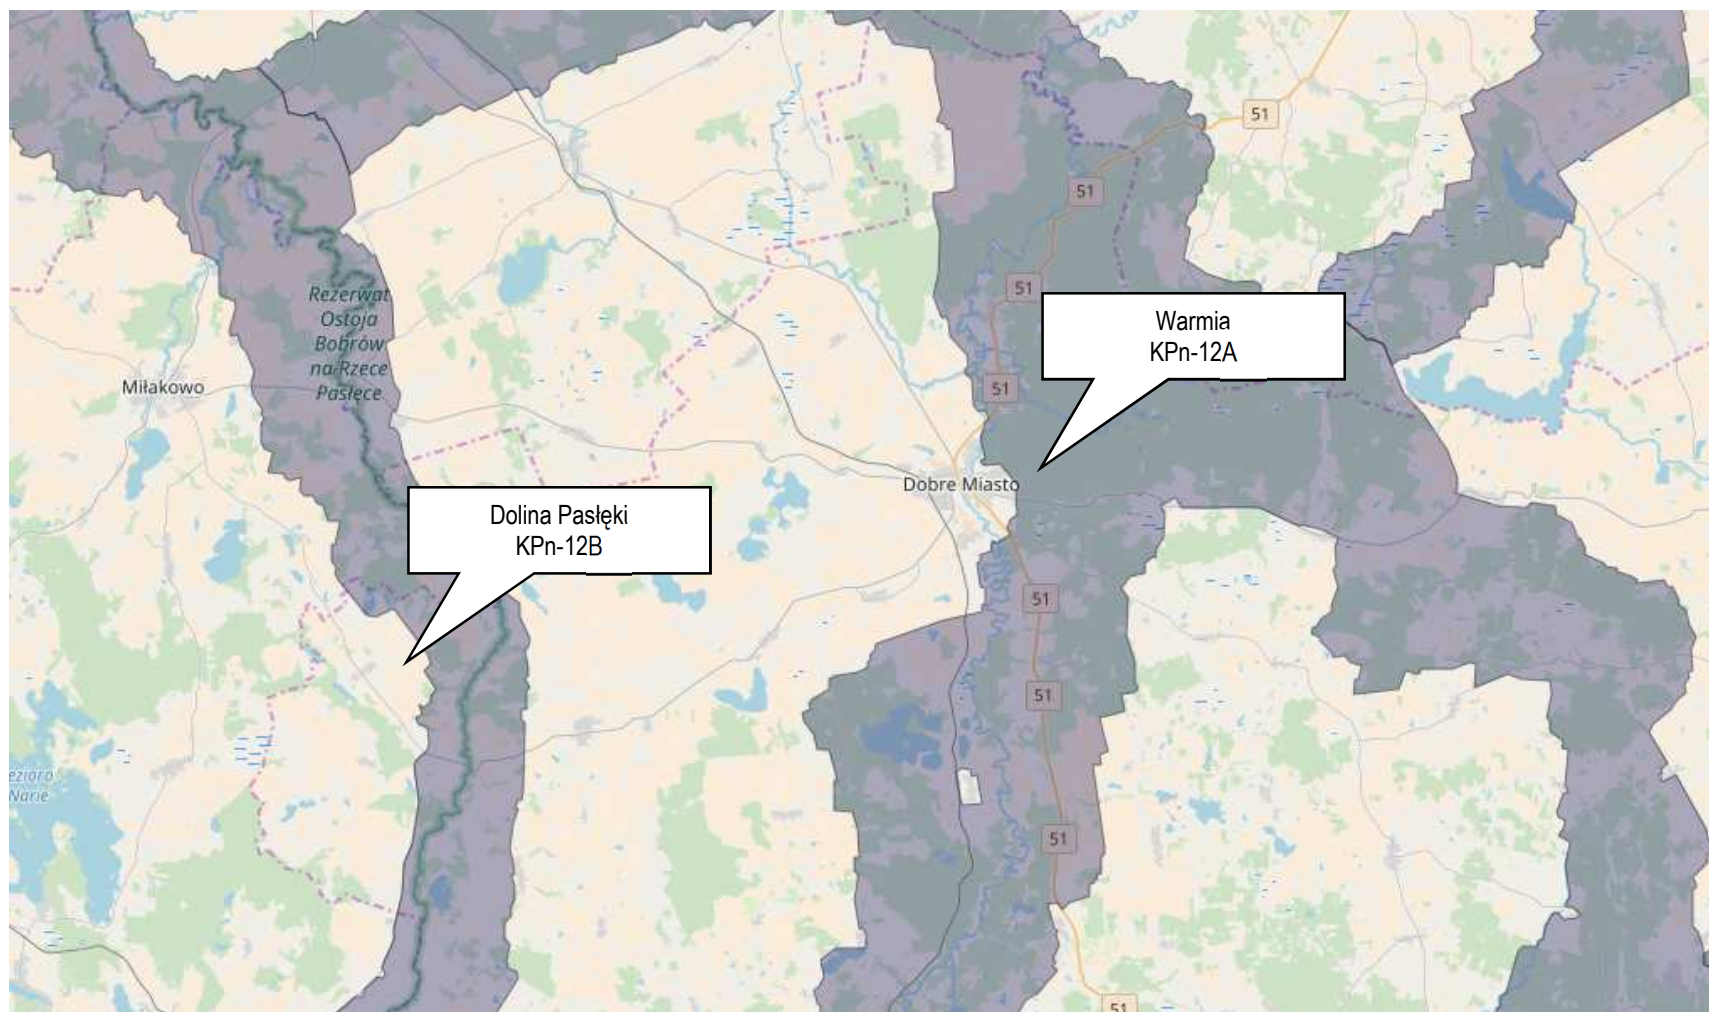 51
51
51
Rezerwat
Ostoja
Bobrów
na Rzece
Pasłęce
Warmia
KPn-12A
Miłakowo
51
Dobre Miasto
Dolina Pasłęki
KPn-12B
51
51
ezioro
Narie
51
51